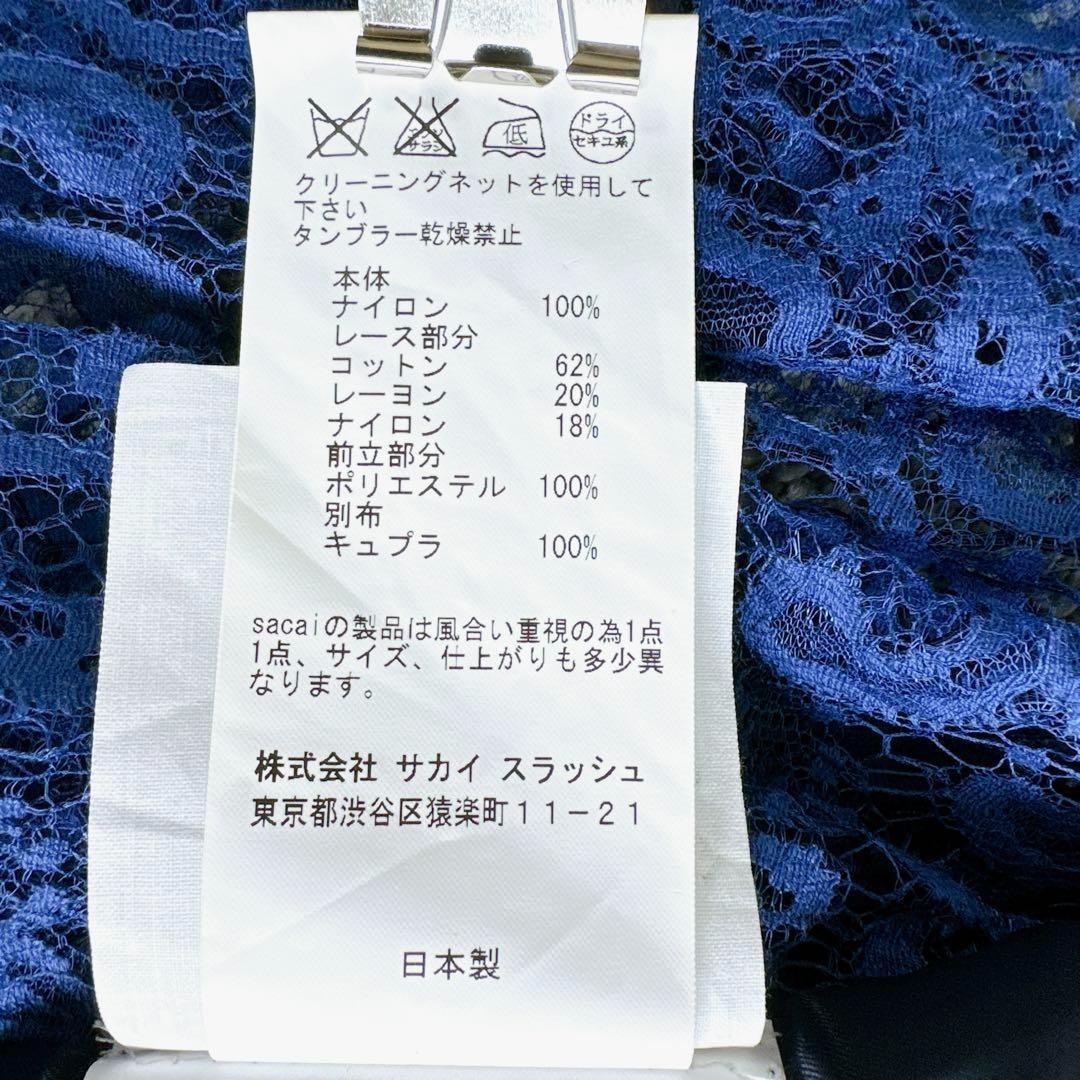 エンソ
サラシ
低
ドライ
セキユ系
クリーニングネットを使用して
下さい
タンブラー乾燥禁止
本体
ナイロン 100%
レース部分
コットン 62%
レーヨン 20%
ナイロン 18%
前立部分
ポリエステル 100%
別布
キュプラ 100%
sacaiの製品は風合い重視の為1点
1点、サイズ、仕上がりも多少異
なります。
株式会社 サカイ スラッシュ
東京都渋谷区猿楽町11-21
日本製